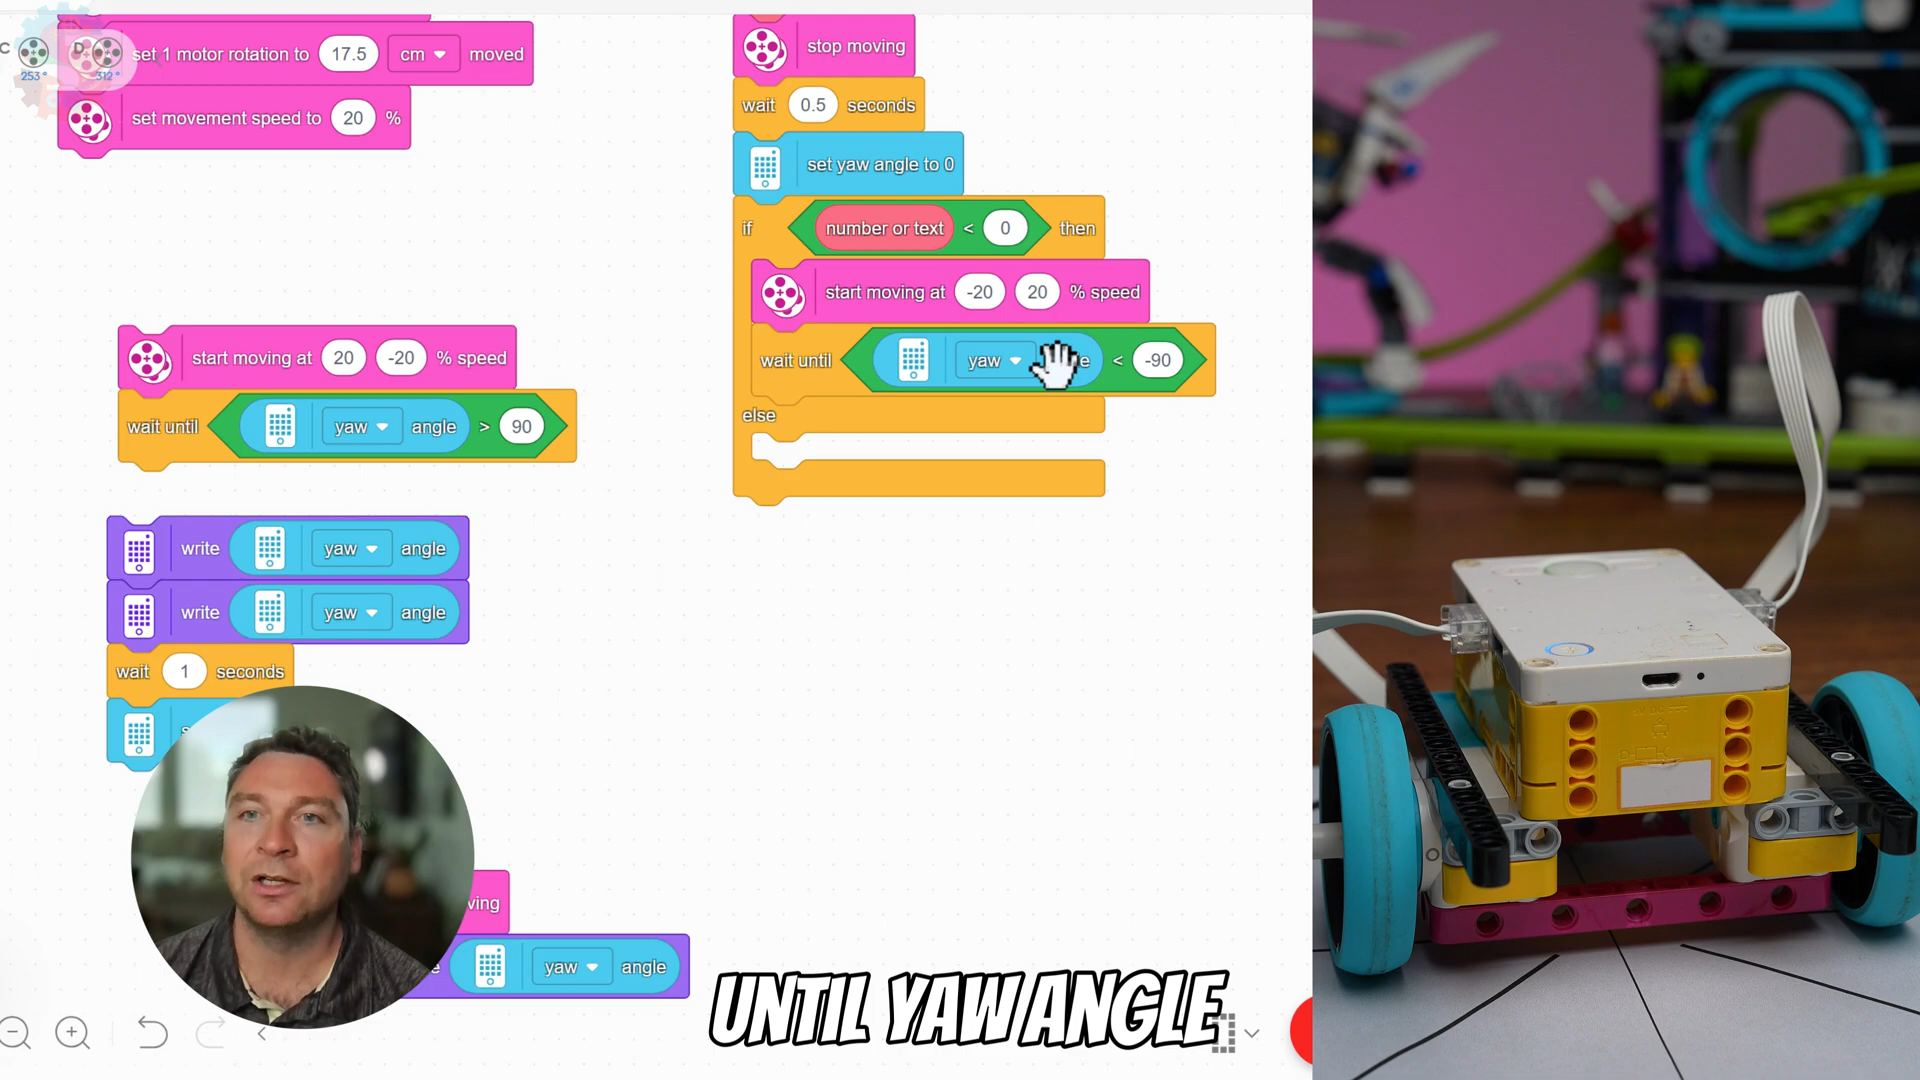 C
253°
D
312°
set 1 motor rotation to 17.5 cm moved
set movement speed to 20 %
start moving at 20 -20 % speed
wait until yaw angle > 90
write yaw angle
write yaw angle
wait 1 seconds
ving
yaw angle
stop moving
wait 0.5 seconds
set yaw angle to 0
if number or text < 0 then
start moving at -20 20 % speed
wait until yaw e < -90
else
UNTIL YAW ANGLE